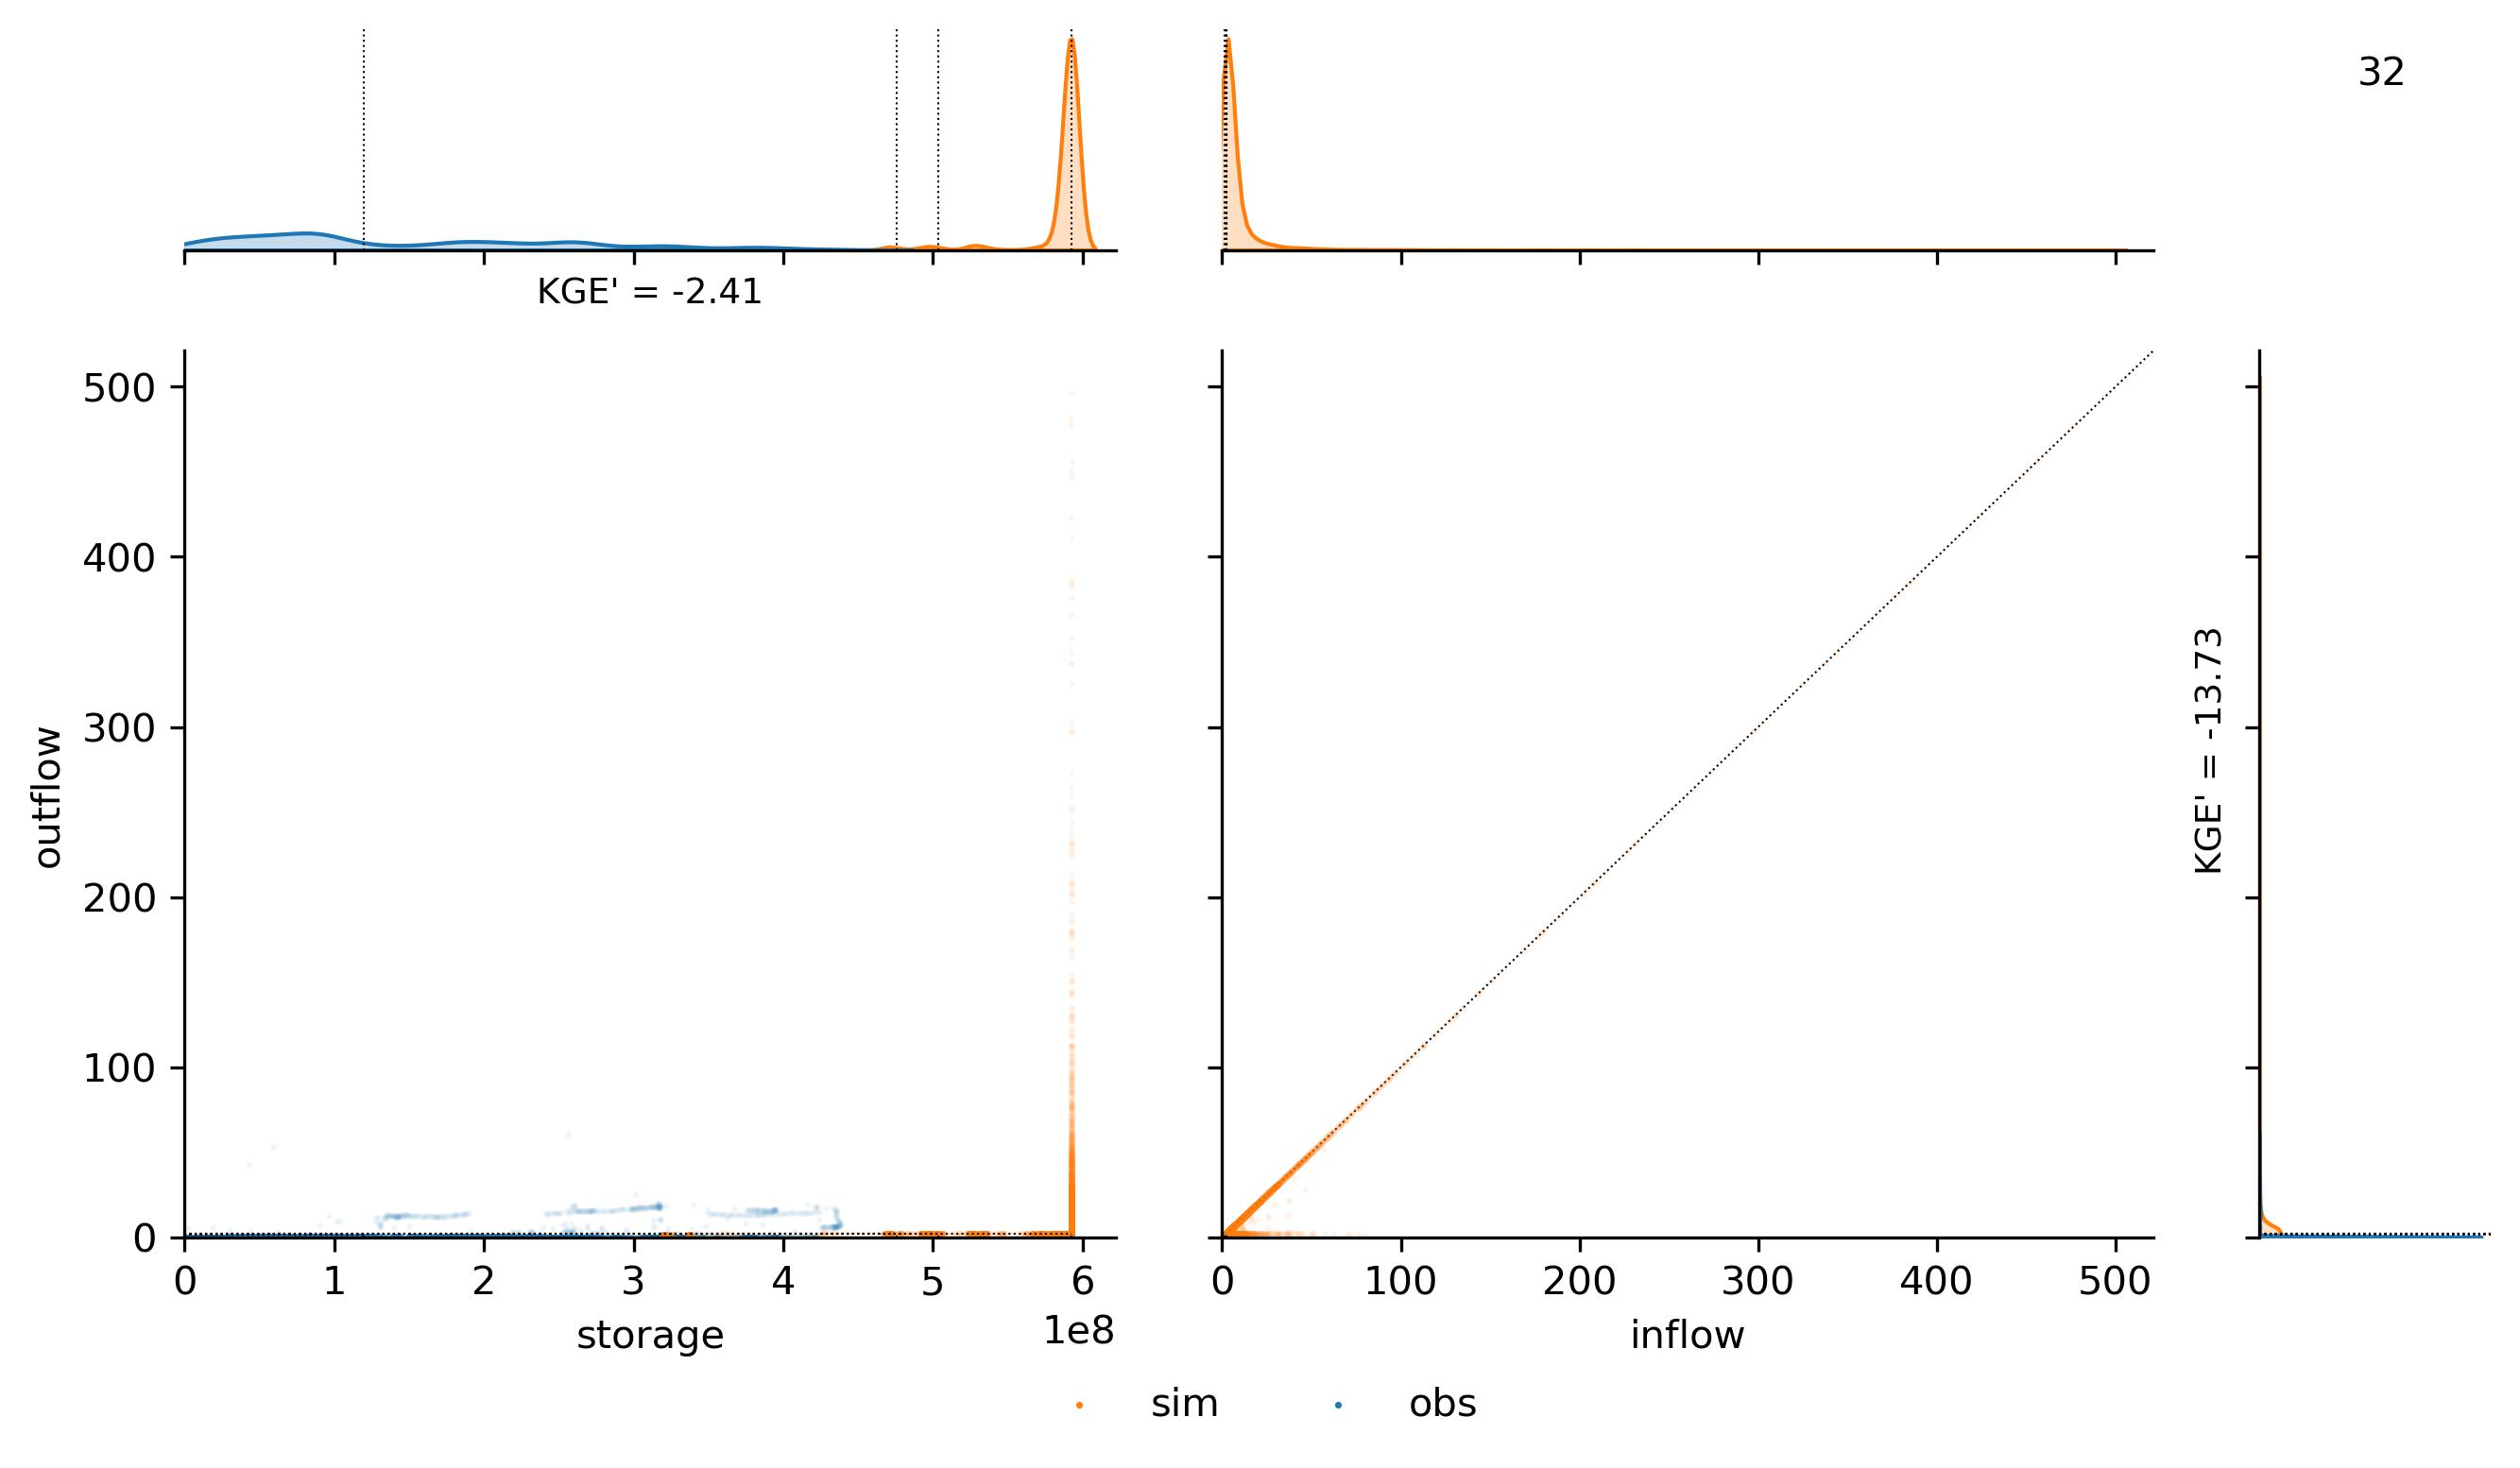 32
KGE' = -2.41
500
400
300
200
100
0
outflow
KGE' = -13.73
0 1 2 3 4 5 6
1e8
storage
0 100 200 300 400 500
inflow
sim obs